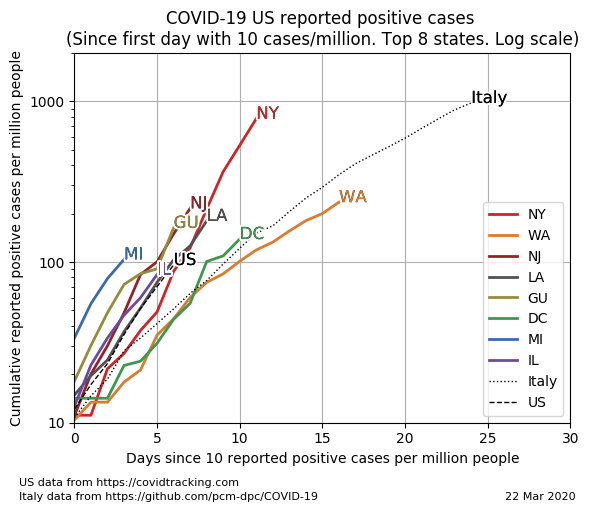 COVID-19 US reported positive cases
(Since first day with 10 cases/million. Top 8 states. Log scale)
Cumulative reported positive cases per million people
1000
100
10
Italy
NY
WA
NJ
LA
GU
DC
MI
US
IL
NY
WA
NJ
LA
GU
DC
MI
IL
Italy
US
0 5 10 15 20 25 30
Days since 10 reported positive cases per million people
US data from https://covidtracking.com
Italy data from https://github.com/pcm-dpc/COVID-19
22 Mar 2020